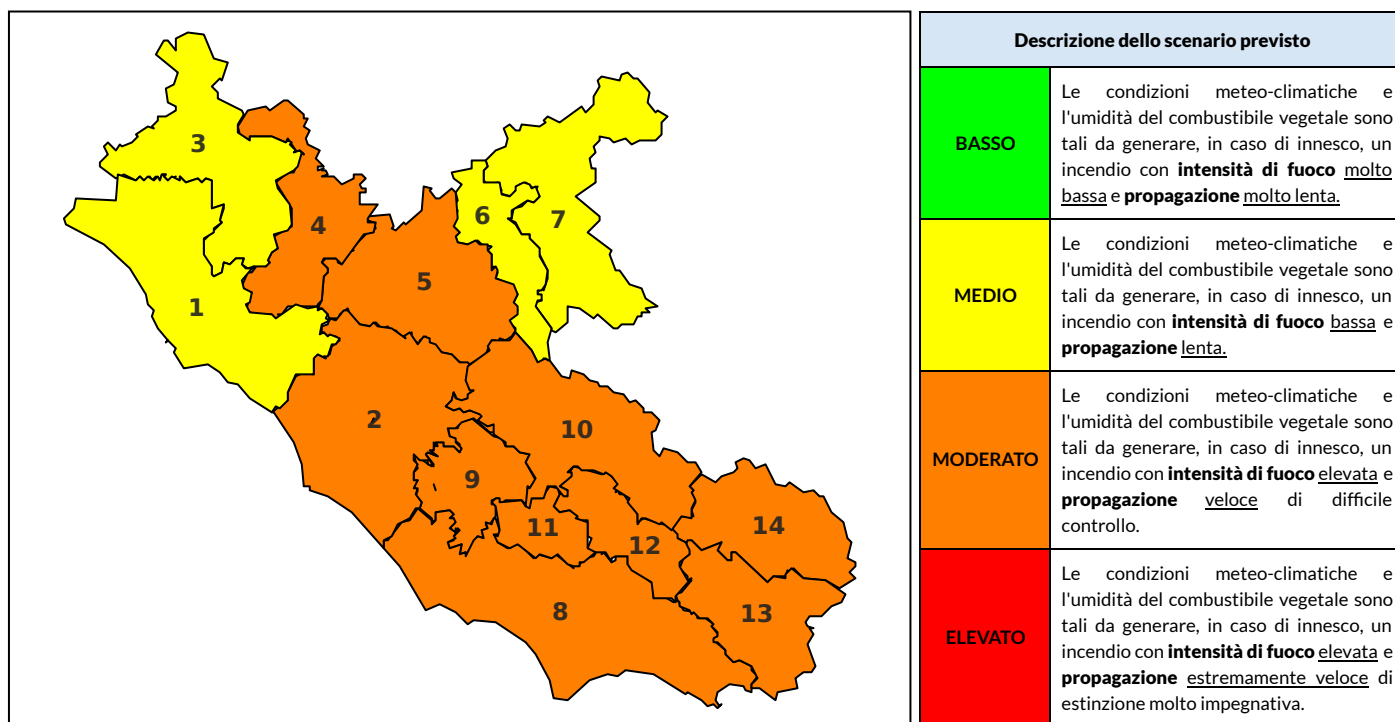 3
4
6
7
5
1
2
10
9
11
12
14
8
13
Descrizione dello scenario previsto
BASSO
Le condizioni meteo-climatiche e
l'umidità del combustibile vegetale sono
tali da generare, in caso di innesco, un
incendio con intensità di fuoco molto
bassa e propagazione molto lenta.
MEDIO
Le condizioni meteo-climatiche e
l'umidità del combustibile vegetale sono
tali da generare, in caso di innesco, un
incendio con intensità di fuoco bassa e
propagazione lenta.
MODERATO
Le condizioni meteo-climatiche e
l'umidità del combustibile vegetale sono
tali da generare, in caso di innesco, un
incendio con intensità di fuoco elevata e
propagazione veloce di difficile
controllo.
ELEVATO
Le condizioni meteo-climatiche e
l'umidità del combustibile vegetale sono
tali da generare, in caso di innesco, un
incendio con intensità di fuoco elevata e
propagazione estremamente veloce di
estinzione molto impegnativa.